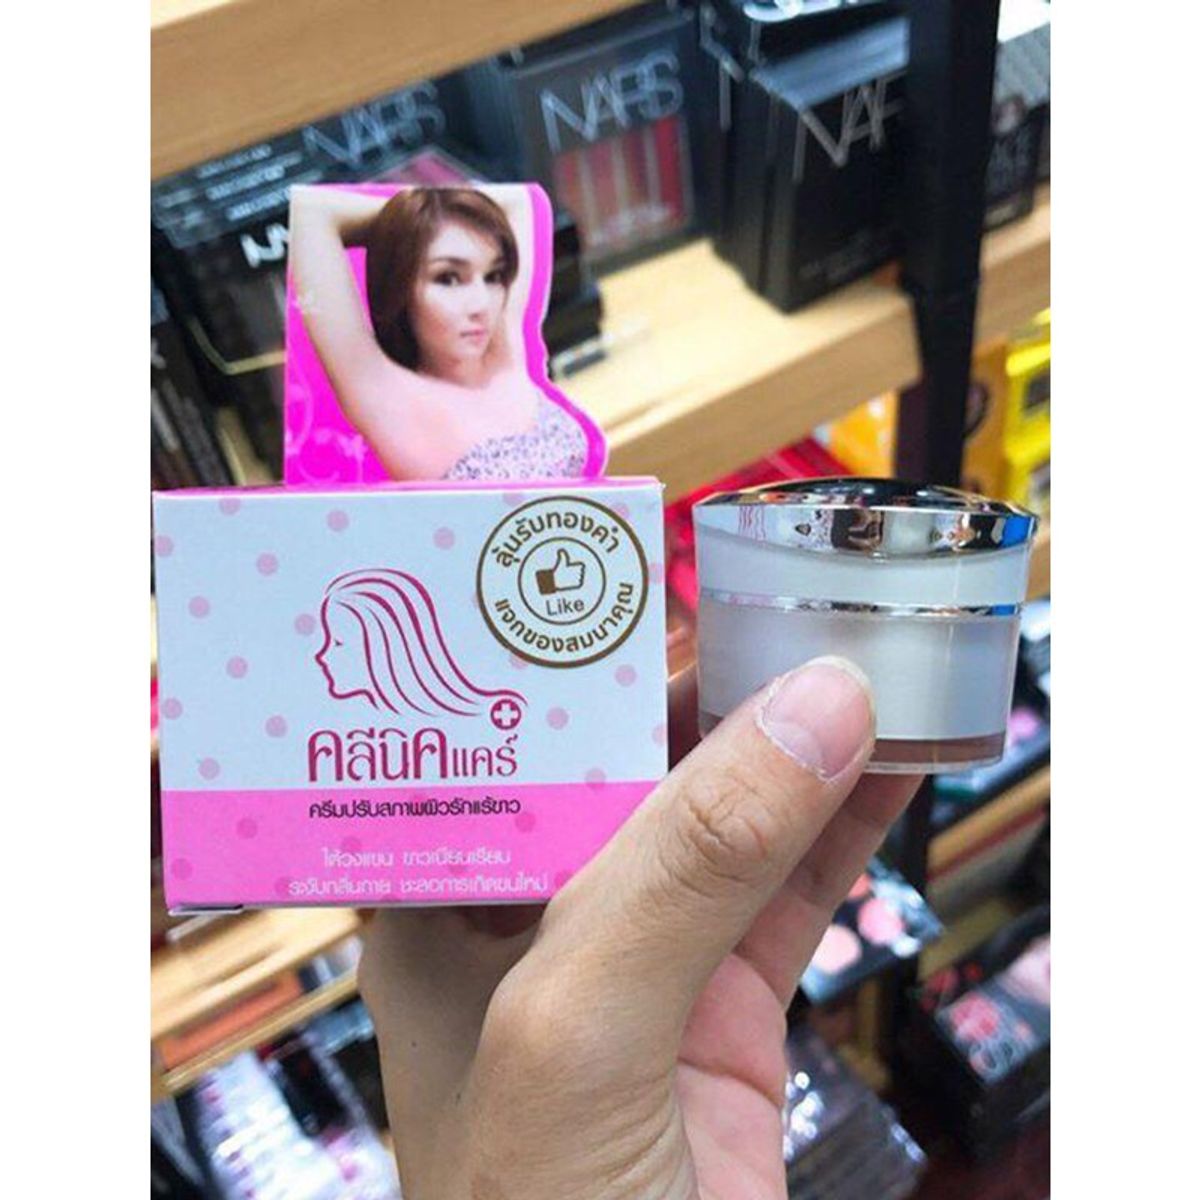 NARS
NARS
ลุ้นรับทองคำ
Like
แจกของสมนาคุณ
คลีนิคแคร์
ครีมปรับสภาพผิวรักแร้ขาว
ใต้วงแขน ขาวเนียนเรียบ
ระงับกลิ่นกาย ชะลอการเกิดขนใหม่